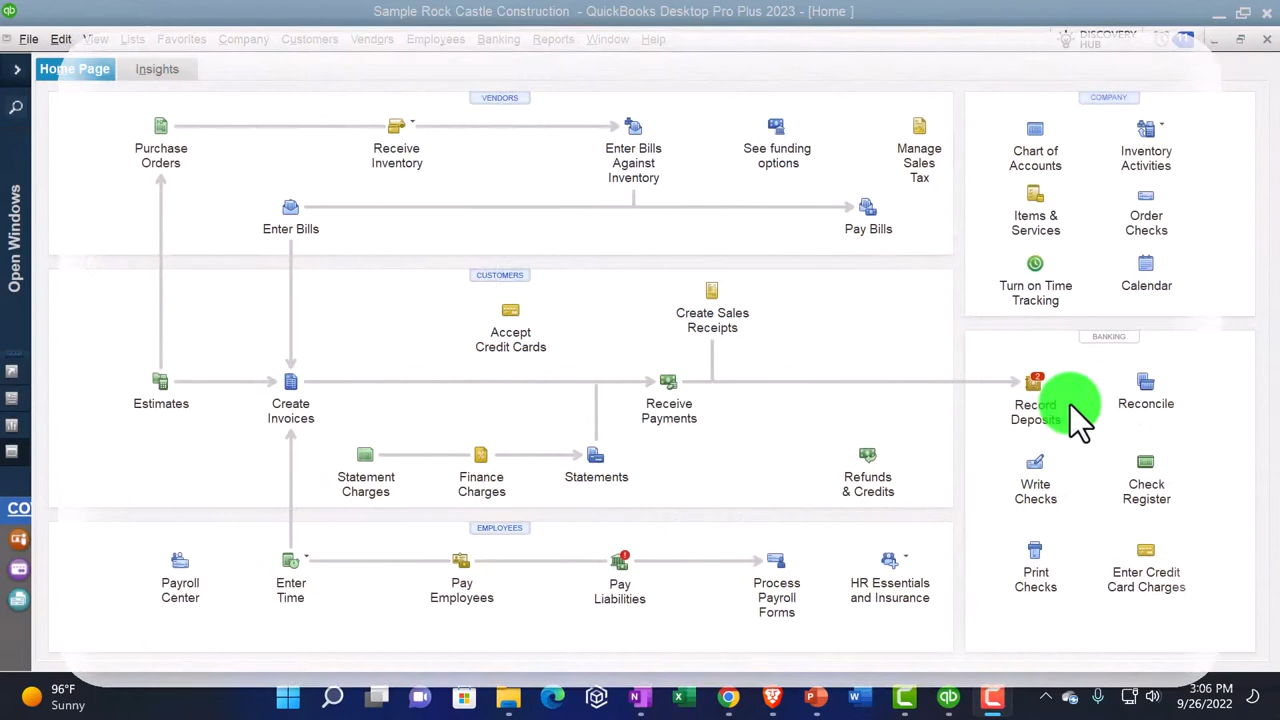 Sample Rock Castle Construction - QuickBooks Desktop Pro Plus 2023 - [Home ]
File Edit View Lists Favorites Company Customers Vendors Employees Banking Reports Window Help
DISCOVERY
HUB
11
Home Page Insights
Open Windows
VENDORS
Purchase
Orders
Receive
Inventory
Enter Bills
Against
Inventory
See funding
options
Manage
Sales
Tax
Enter Bills
Pay Bills
CUSTOMERS
Accept
Credit Cards
Create Sales
Receipts
Estimates
Create
Invoices
Receive
Payments
Statement
Charges
Finance
Charges
Statements
Refunds
& Credits
EMPLOYEES
Payroll
Center
Enter
Time
Pay
Employees
Pay
Liabilities
Process
Payroll
Forms
HR Essentials
and Insurance
COMPANY
Chart of
Accounts
Inventory
Activities
Items &
Services
Order
Checks
Turn on Time
Tracking
Calendar
BANKING
2
Record
Deposits
Reconcile
Write
Checks
Check
Register
Print
Checks
Enter Credit
Card Charges
96°F
Sunny
3:06 PM
9/26/2022